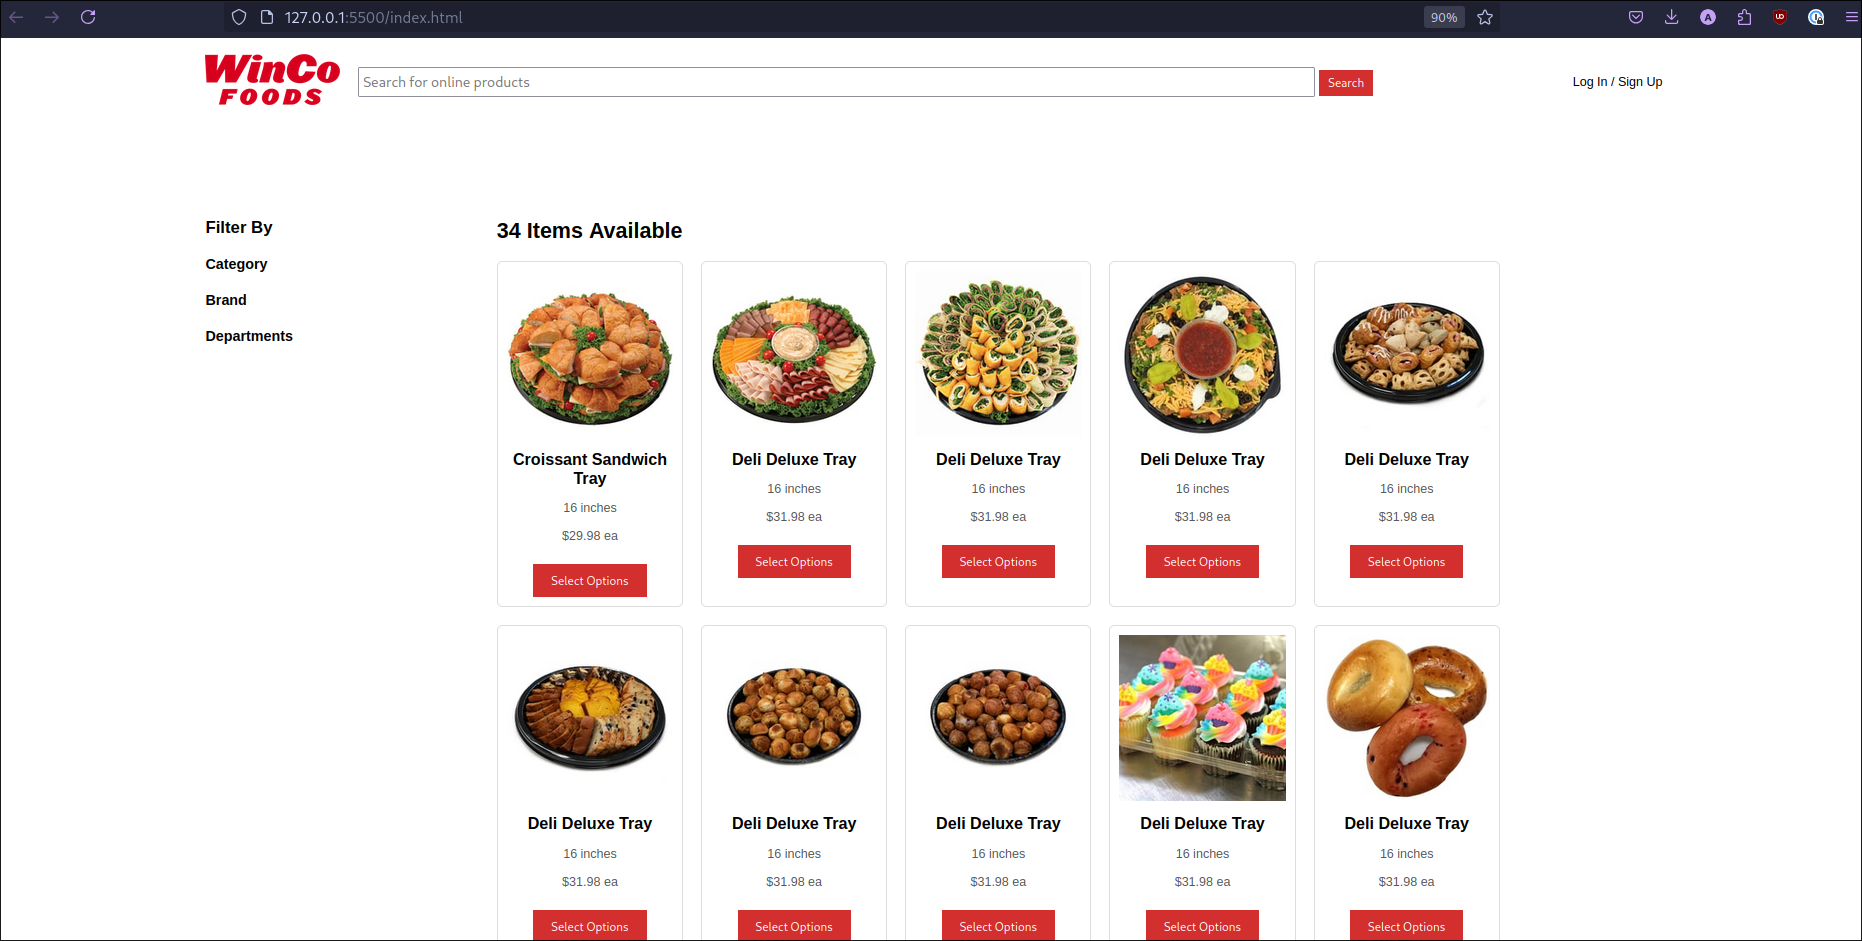 127.0.0.1:5500/index.html
90%
WinCo
FOODS
Search for online products
Search
Log In / Sign Up
Filter By
Category
Brand
Departments
34 Items Available
Croissant Sandwich
Tray
16 inches
$29.98 ea
Select Options
Deli Deluxe Tray
16 inches
$31.98 ea
Select Options
Deli Deluxe Tray
16 inches
$31.98 ea
Select Options
Deli Deluxe Tray
16 inches
$31.98 ea
Select Options
Deli Deluxe Tray
16 inches
$31.98 ea
Select Options
Deli Deluxe Tray
16 inches
$31.98 ea
Select Options
Deli Deluxe Tray
16 inches
$31.98 ea
Select Options
Deli Deluxe Tray
16 inches
$31.98 ea
Select Options
Deli Deluxe Tray
16 inches
$31.98 ea
Select Options
Deli Deluxe Tray
16 inches
$31.98 ea
Select Options